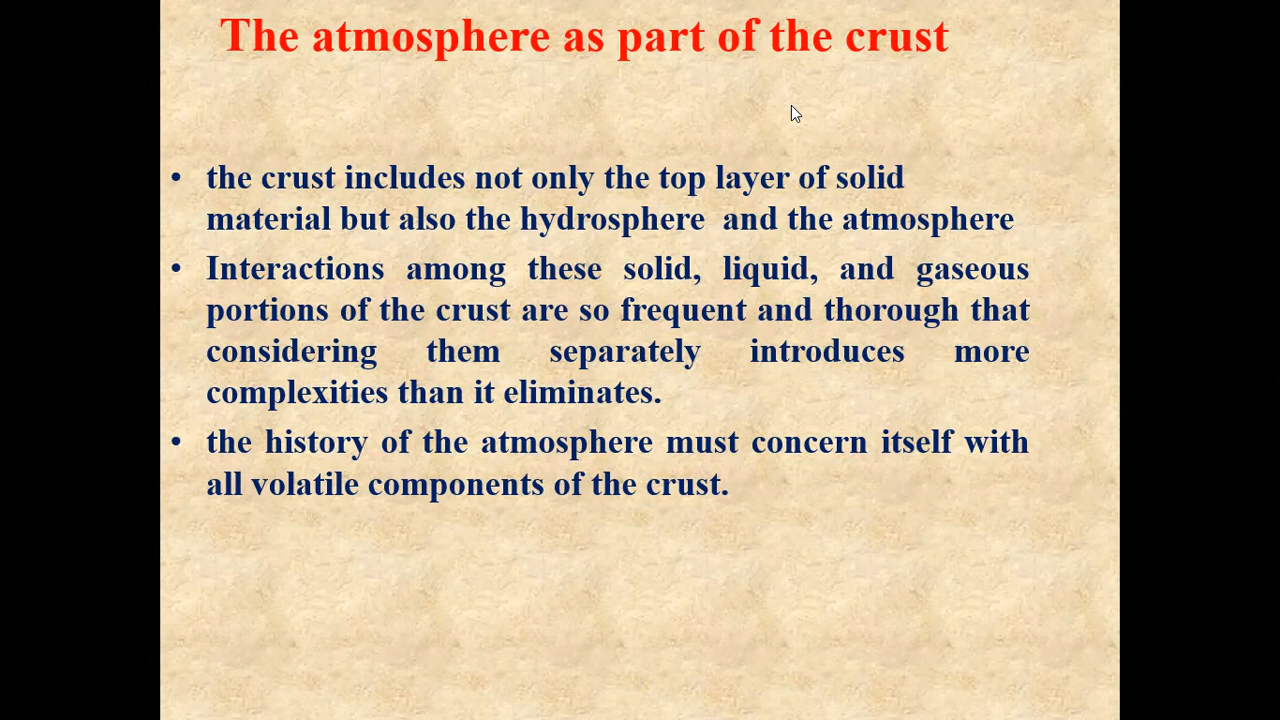 The atmosphere as part of the crust
• the crust includes not only the top layer of solid
material but also the hydrosphere and the atmosphere
• Interactions among these solid, liquid, and gaseous
portions of the crust are so frequent and thorough that
considering them separately introduces more
complexities than it eliminates.
• the history of the atmosphere must concern itself with
all volatile components of the crust.